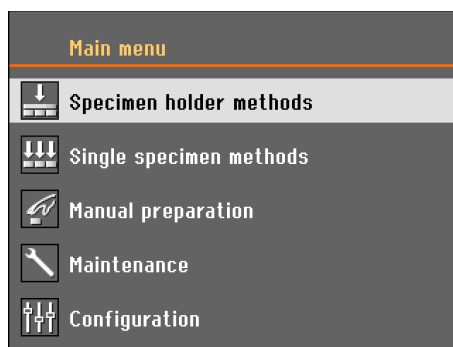 Main menu
Specimen holder methods
Single specimen methods
Manual preparation
Maintenance
Configuration